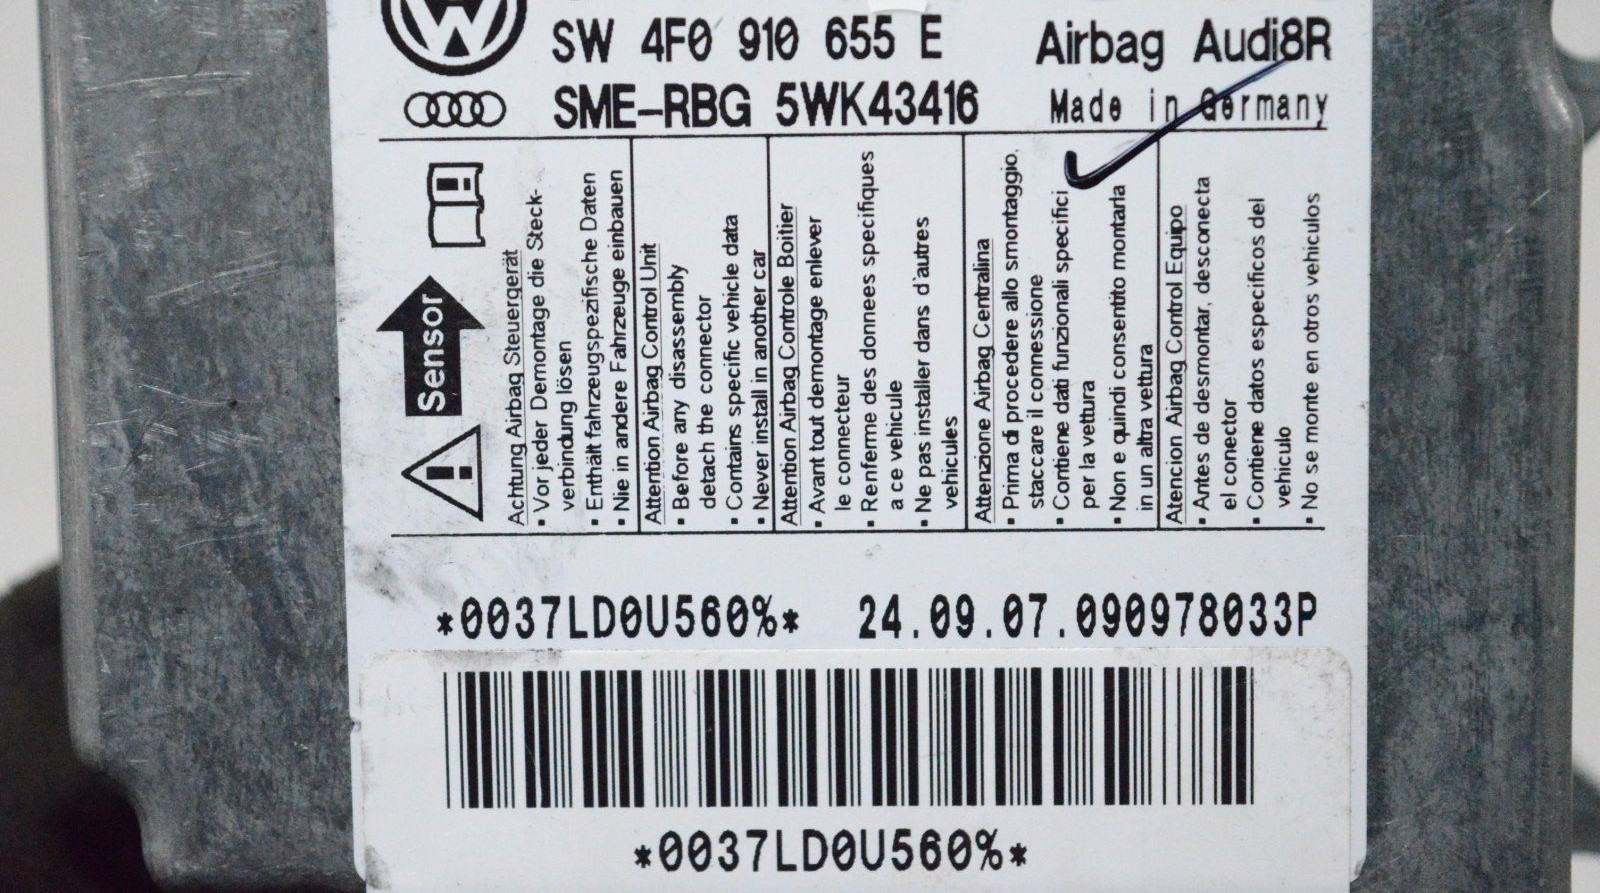 SW 4F0 910 655 E
Airbag Audi8R
SME-RBG 5WK43416
Made in Germany
Sensor
Achtung Airbag Steuergerät
▪ Vor jeder Demontage die Steck-
verbindung lösen
▪ Enthält fahrzeugspezifische Daten
▪ Nie in andere Fahrzeuge einbauen
Attention Airbag Control Unit
▪ Before any disassembly
detach the connector
▪ Contains specific vehicle data
▪ Never install in another car
Attention Airbag Controle Boitier
▪ Avant tout demontage enlever
le connecteur
▪ Renferme des donnees specifiques
a ce vehicule
▪ Ne pas installer dans d'autres
vehicules
Attenzione Airbag Centralina
▪ Prima di procedere allo smontaggio,
staccare il connessione
▪ Contiene dati funzionali specifici
per la vettura
▪ Non e quindi consentito montarla
in un altra vettura
Atencion Airbag Control Equipo
▪ Antes de desmontar, desconecta
el conector
▪ Contiene datos especificos del
vehiculo
▪ No se monte en otros vehiculos
*0037LD0U560%* 24.09.07.090978033P
*0037LD0U560%*